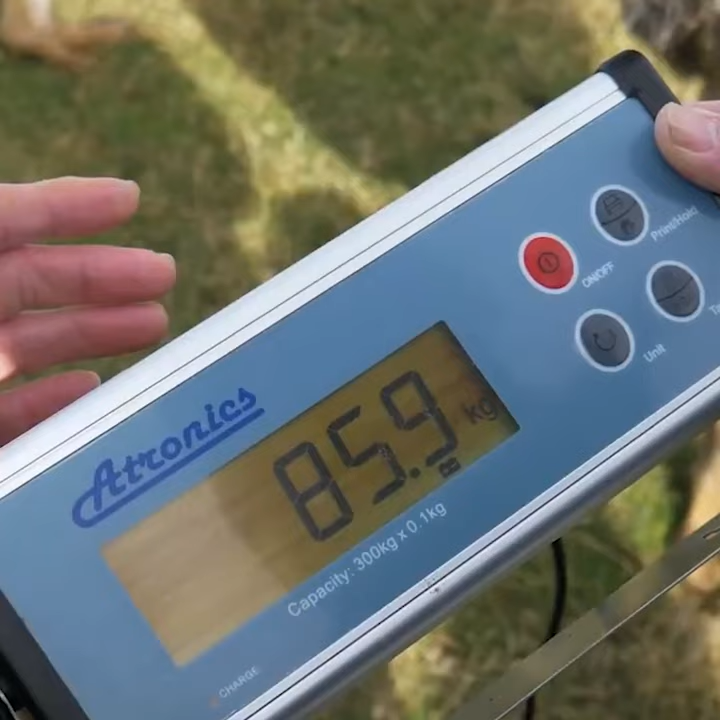 Atronics
85.9 kg
Capacity: 300kg x 0.1kg
CHARGE
ON/OFF
Print/Hold
Unit